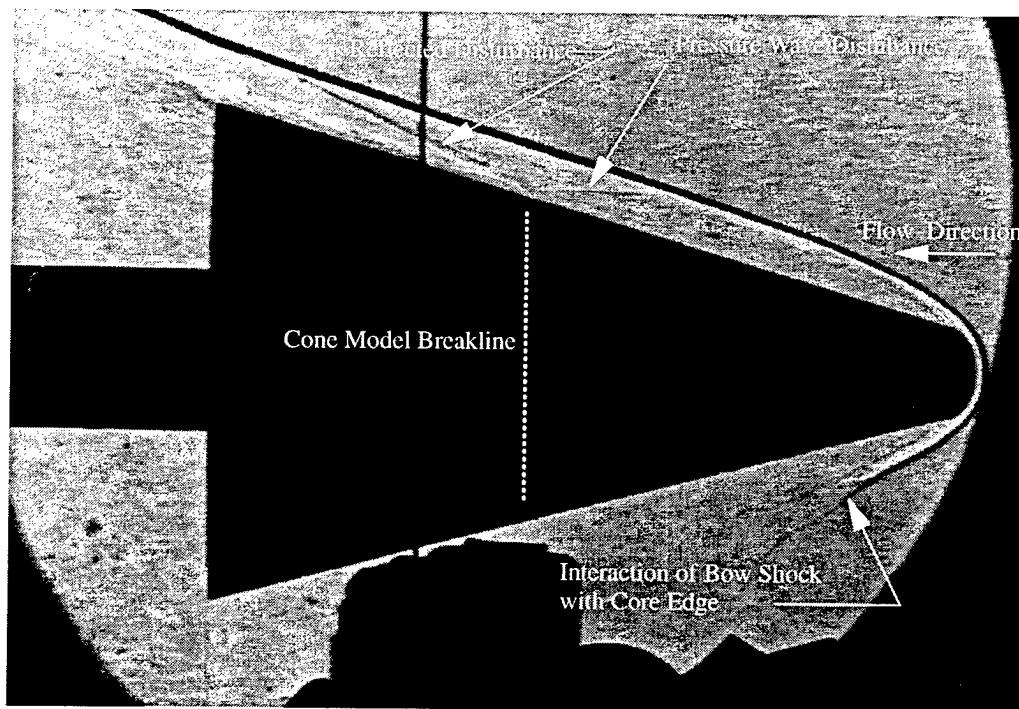 Reflected Disturbance
Pressure Wave Disturbance
Flow Direction
Cone Model Breakline
Interaction of Bow Shock
with Core Edge